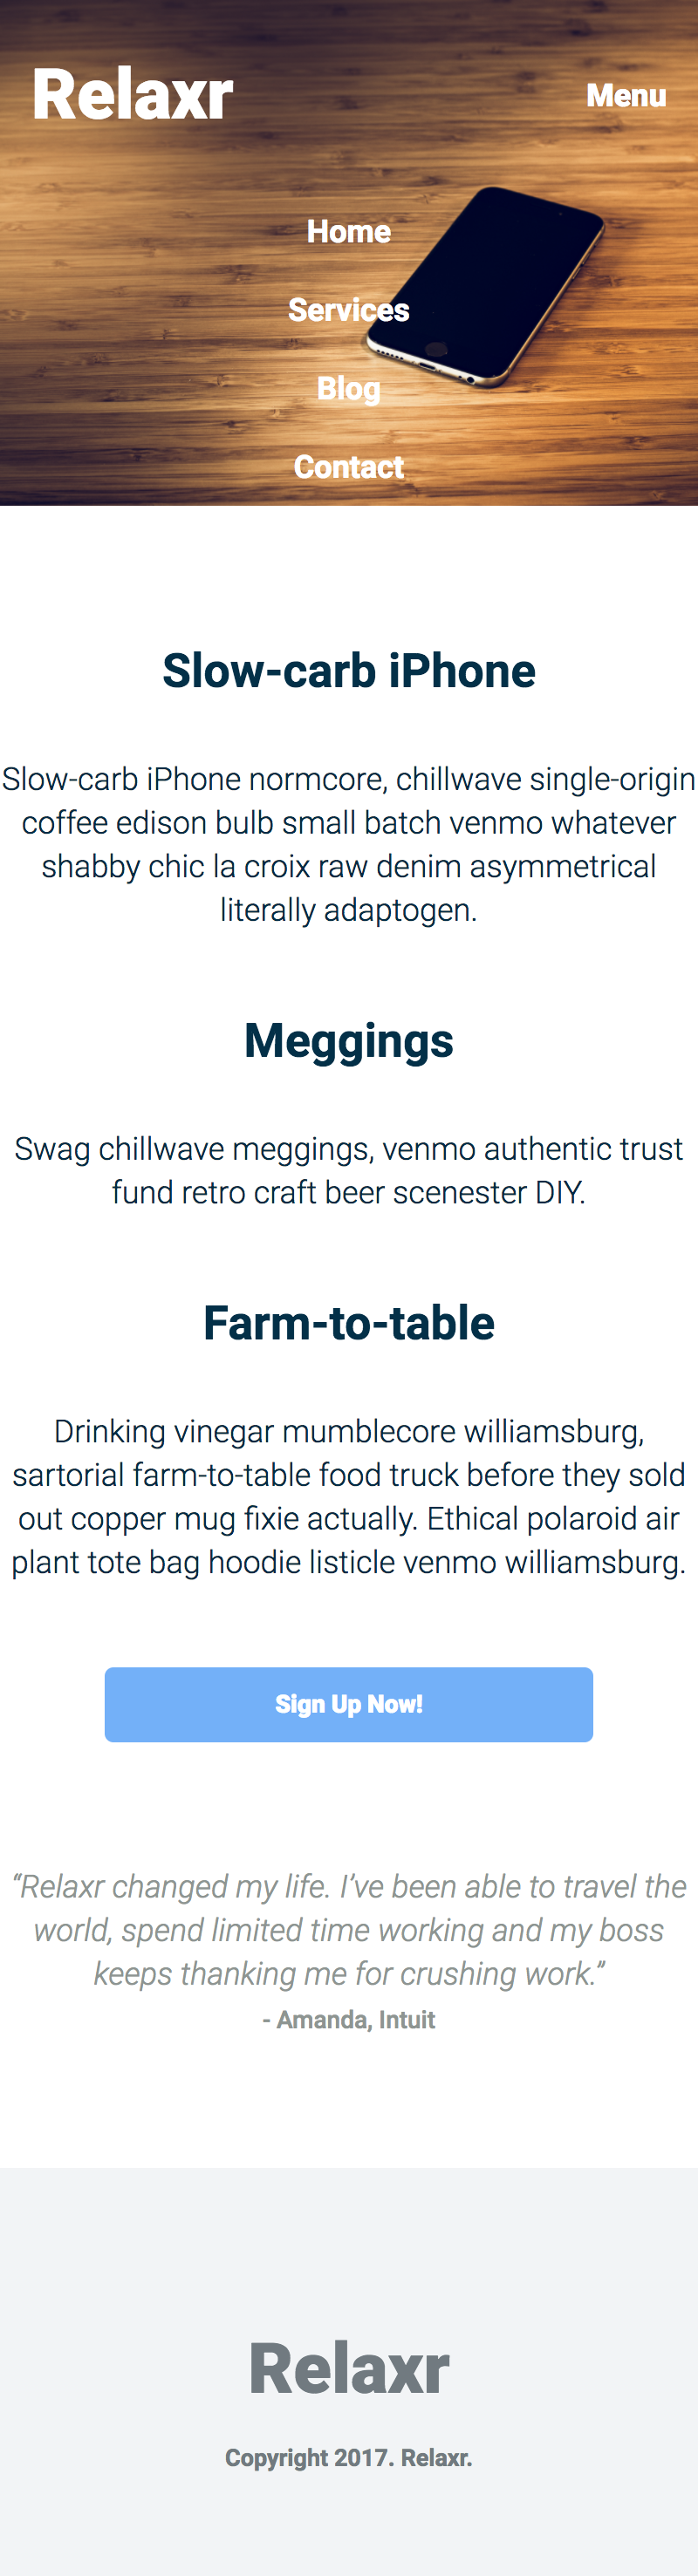 Relaxr
Menu
Home
Services
Blog
Contact
Slow-carb iPhone
Slow-carb iPhone normcore, chillwave single-origin
coffee edison bulb small batch venmo whatever
shabby chic la croix raw denim asymmetrical
literally adaptogen.
Meggings
Swag chillwave meggings, venmo authentic trust
fund retro craft beer scenester DIY.
Farm-to-table
Drinking vinegar mumblecore williamsburg,
sartorial farm-to-table food truck before they sold
out copper mug fixie actually. Ethical polaroid air
plant tote bag hoodie listicle venmo williamsburg.
Sign Up Now!
“Relaxr changed my life. I’ve been able to travel the
world, spend limited time working and my boss
keeps thanking me for crushing work.”
- Amanda, Intuit
Relaxr
Copyright 2017. Relaxr.